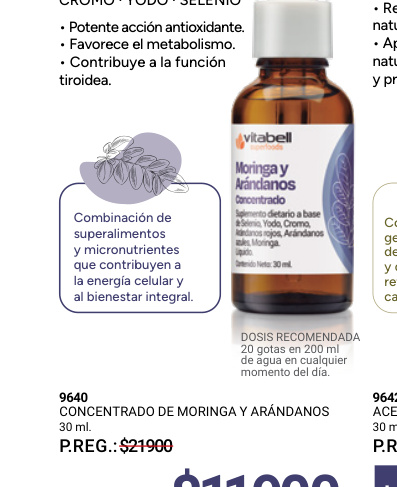 CROMO • YODO • SELENIO
• Potente acción antioxidante.
• Favorece el metabolismo.
• Contribuye a la función
tiroidea.
vitabell
superfoods
Moringa y
Arándanos
Concentrado
Suplemento dietario a base
de Selenio, Yodo, Cromo,
Arándanos rojos, Arándanos
azules, Moringa.
Líquido.
Contenido Neto: 30 ml.
Combinación de
superalimentos
y micronutrientes
que contribuyen a
la energía celular y
al bienestar integral.
DOSIS RECOMENDADA
20 gotas en 200 ml
de agua en cualquier
momento del día.
9640
CONCENTRADO DE MORINGA Y ARÁNDANOS
30 ml.
P.REG.: $21900
• Re
natu
• Ap
natu
y pr
Co
ge
de
y
re
ca
9642
ACE
30 m
P.R